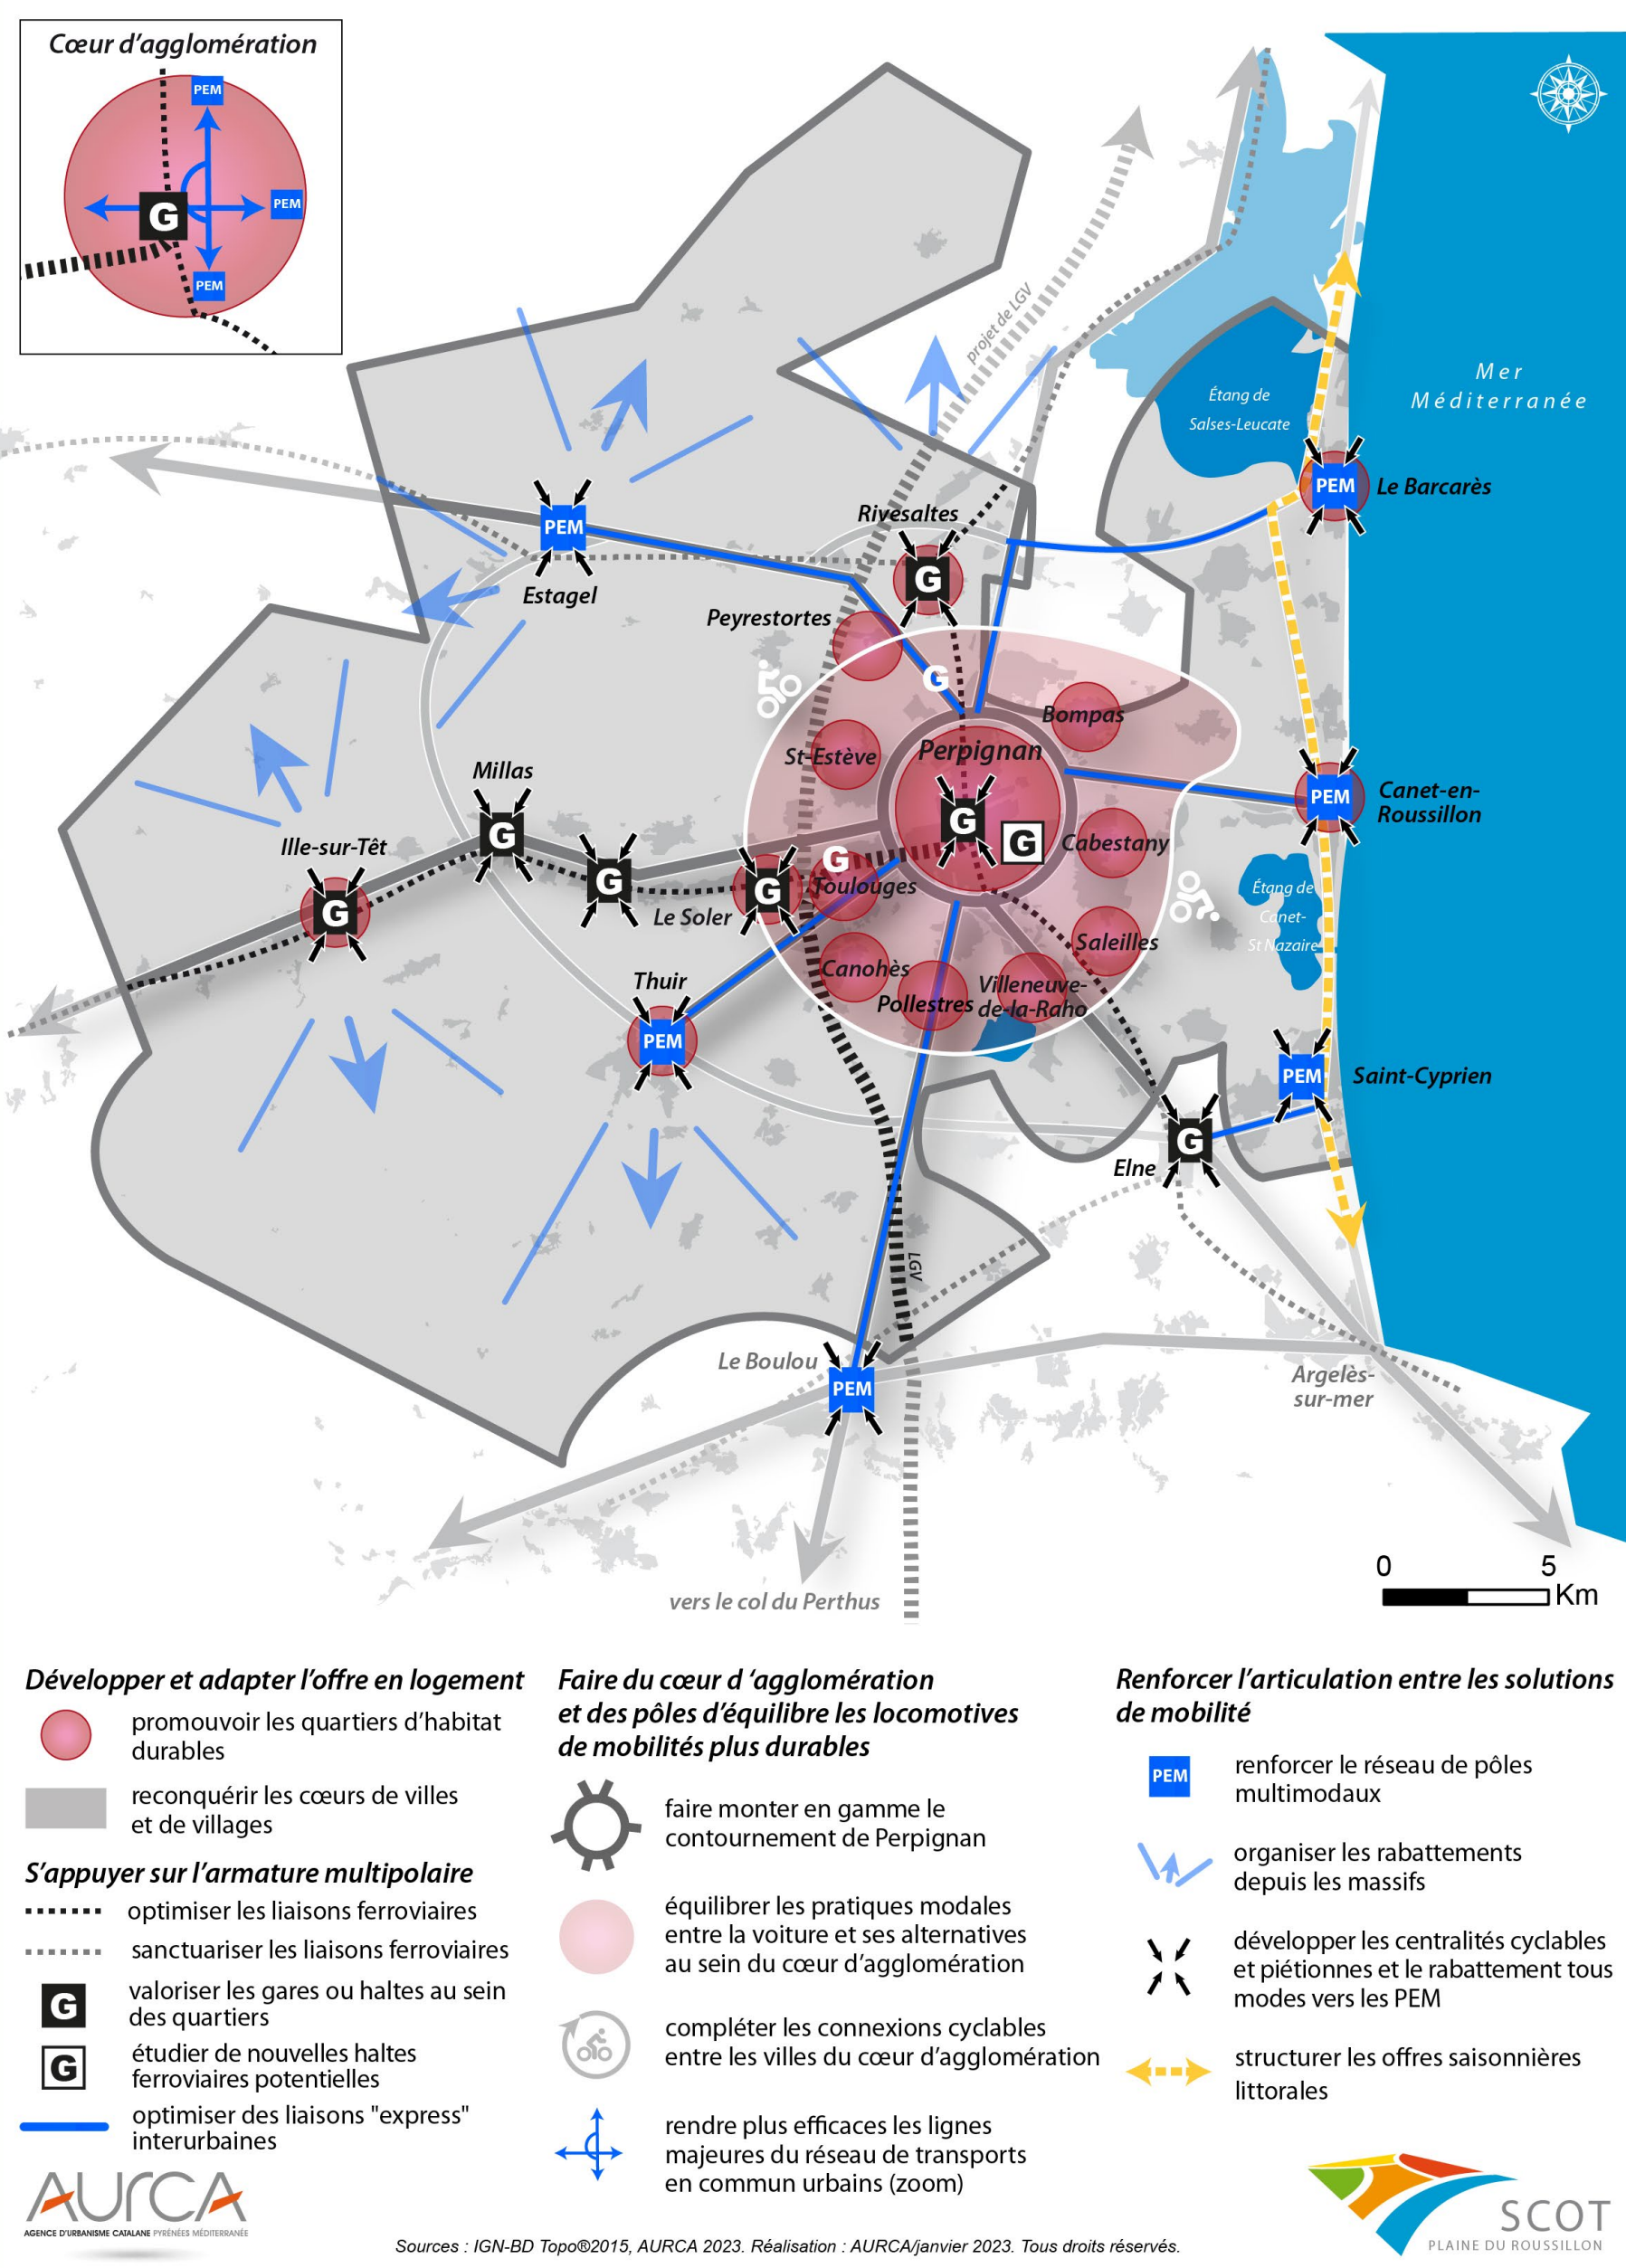 Cœur d'agglomération
PEM
G
PEM
PEM
projet de LGV
Mer
Méditerranée
Étang de
Salses-Leucate
PEM
Le Barcarès
Rivesaltes
G
PEM
Estagel
Peyrestortes
G
Bompas
St-Estève
Perpignan
Millas
G
PEM
Canet-en-
Roussillon
G
G
Cabestany
Ille-sur-Têt
G
G
G
G
Toulouges
Le Soler
Étang de
Canet-
St Nazaire
Saleilles
Canohès
Thuir
Pollestres
Villeneuve-
de-la-Raho
PEM
PEM
Saint-Cyprien
G
Elne
LGV
Le Boulou
PEM
Argelès-
sur-mer
vers le col du Perthus
0 5
Km
Développer et adapter l'offre en logement
promouvoir les quartiers d'habitat
durables
reconquérir les cœurs de villes
et de villages
S'appuyer sur l'armature multipolaire
optimiser les liaisons ferroviaires
sanctuariser les liaisons ferroviaires
G
valoriser les gares ou haltes au sein
des quartiers
G
étudier de nouvelles haltes
ferroviaires potentielles
optimiser des liaisons "express"
interurbaines
Faire du cœur d 'agglomération
et des pôles d'équilibre les locomotives
de mobilités plus durables
faire monter en gamme le
contournement de Perpignan
équilibrer les pratiques modales
entre la voiture et ses alternatives
au sein du cœur d'agglomération
compléter les connexions cyclables
entre les villes du cœur d'agglomération
rendre plus efficaces les lignes
majeures du réseau de transports
en commun urbains (zoom)
Renforcer l'articulation entre les solutions
de mobilité
PEM
renforcer le réseau de pôles
multimodaux
organiser les rabattements
depuis les massifs
développer les centralités cyclables
et piétionnes et le rabattement tous
modes vers les PEM
structurer les offres saisonnières
littorales
AURCA
AGENCE D'URBANISME CATALANE PYRÉNÉES MÉDITERRANÉE
Sources : IGN-BD Topo®2015, AURCA 2023. Réalisation : AURCA/janvier 2023. Tous droits réservés.
SCOT
PLAINE DU ROUSSILLON